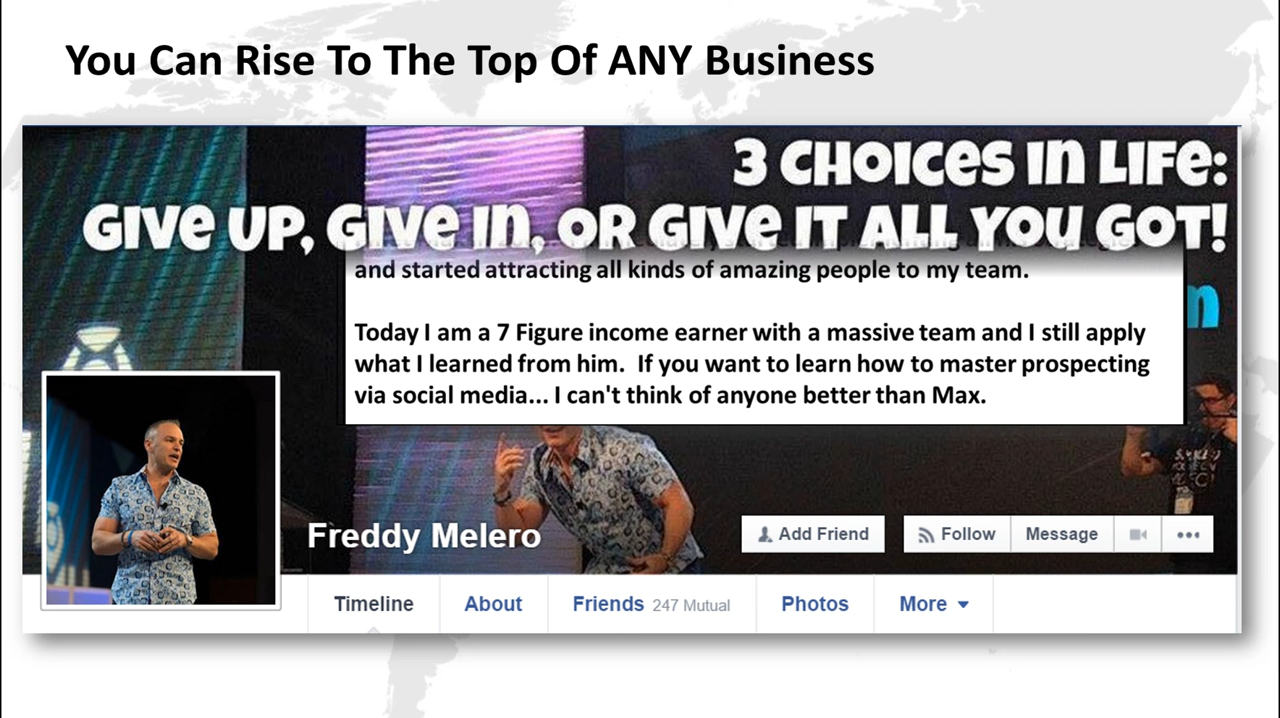 You Can Rise To The Top Of ANY Business
3 CHOICES IN LIFE:
GIVE UP, GIVE IN, OR GIVE IT ALL YOU GOT!
and started attracting all kinds of amazing people to my team.
Today I am a 7 Figure income earner with a massive team and I still apply
what I learned from him. If you want to learn how to master prospecting
via social media... I can't think of anyone better than Max.
Freddy Melero
Add Friend
Follow
Message
Timeline
About
Friends 247 Mutual
Photos
More